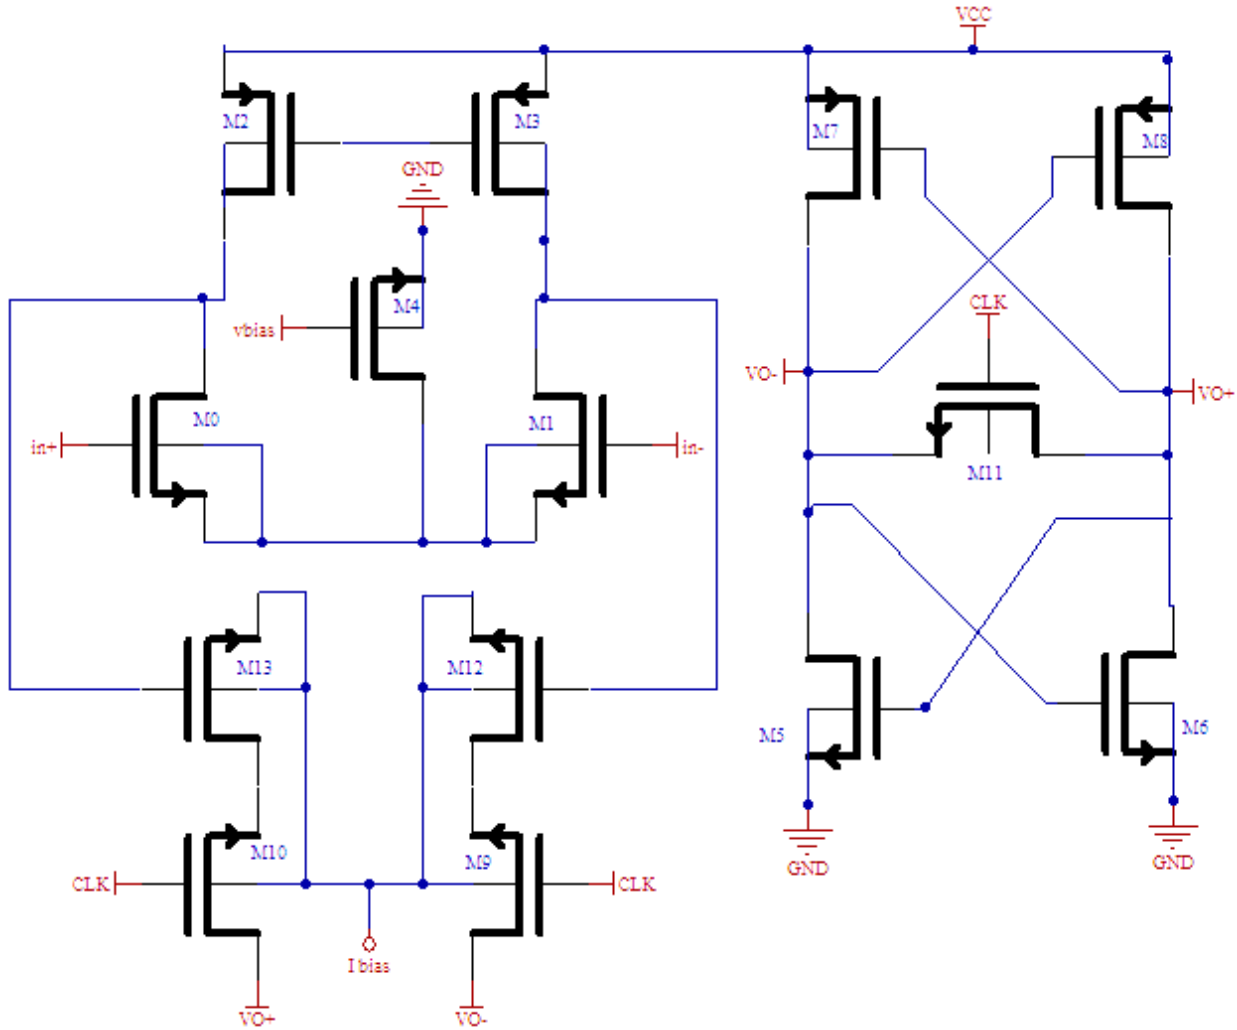 VCC
M2
M3
M7
M8
GND
M4
vbias
CLK
VO-
VO+
M0
M1
in+
in-
M11
M13
M12
M5
M6
M10
M9
CLK
CLK
GND
GND
I bias
VO+
VO-